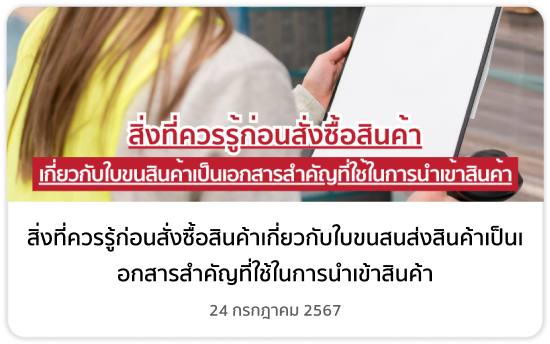 สิ่งที่ควรรู้ก่อนสั่งซื้อสินค้า
เกี่ยวกับใบขนสินค้าเป็นเอกสารสำคัญที่ใช้ในการนำเข้าสินค้า
สิ่งที่ควรรู้ก่อนสั่งซื้อสินค้าเกี่ยวกับใบขนสนส่งสินค้าเป็นเ
อกสารสำคัญที่ใช้ในการนำเข้าสินค้า
24 กรกฎาคม 2567